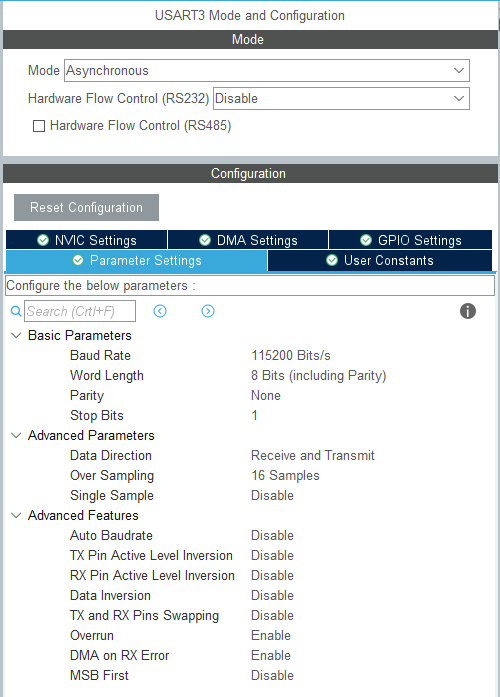 USART3 Mode and Configuration
Mode
Mode Asynchronous
Hardware Flow Control (RS232) Disable
Hardware Flow Control (RS485)
Configuration
Reset Configuration
NVIC Settings DMA Settings GPIO Settings
Parameter Settings User Constants
Configure the below parameters :
Search (Crtl+F)
Basic Parameters
Baud Rate 115200 Bits/s
Word Length 8 Bits (including Parity)
Parity None
Stop Bits 1
Advanced Parameters
Data Direction Receive and Transmit
Over Sampling 16 Samples
Single Sample Disable
Advanced Features
Auto Baudrate Disable
TX Pin Active Level Inversion Disable
RX Pin Active Level Inversion Disable
Data Inversion Disable
TX and RX Pins Swapping Disable
Overrun Enable
DMA on RX Error Enable
MSB First Disable